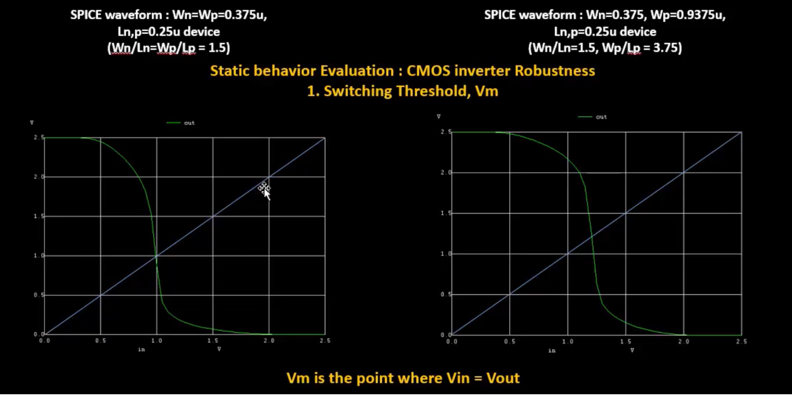 SPICE waveform : Wn=Wp=0.375u,
Ln,p=0.25u device
(Wn/Ln=Wp/Lp = 1.5)
SPICE waveform : Wn=0.375, Wp=0.9375u,
Ln,p=0.25u device
(Wn/Ln=1.5, Wp/Lp = 3.75)
Static behavior Evaluation : CMOS inverter Robustness
1. Switching Threshold, Vm
V
out
2.5
2.0
1.5
1.0
0.5
0.0
0.0 0.5 1.0 1.5 2.0 2.5
in V
V
out
2.5
2.0
1.5
1.0
0.5
0.0
0.0 0.5 1.0 1.5 2.0 2.5
in V
Vm is the point where Vin = Vout